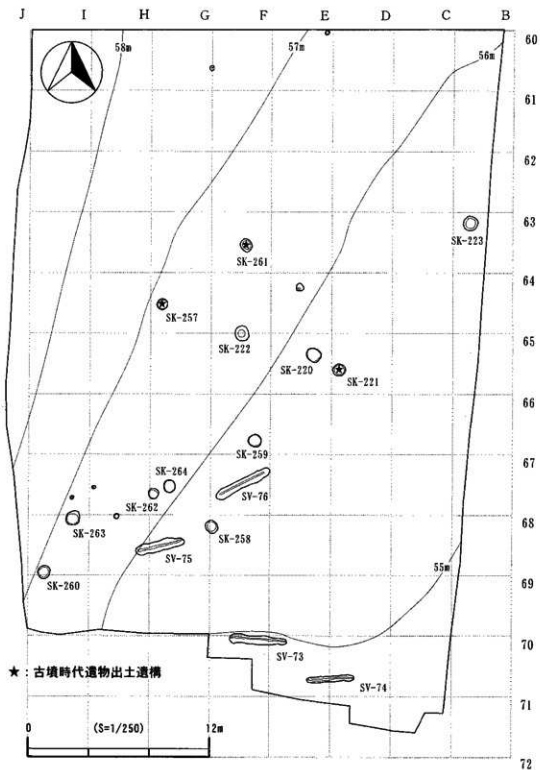 J I H G F E D C B
60
58m 57m 56m
61
62
63
SK-223
SK-261
64
SK-257
SK-222
65
SK-220
SK-221
66
SK-259
67
SK-264
SK-262
SV-76
68
SK-263
SK-258
SV-75
SK-260
55m
69
70
SV-73
★：古墳時代遺物出土遺構
SV-74
71
0 (S=1/250) 12m
72